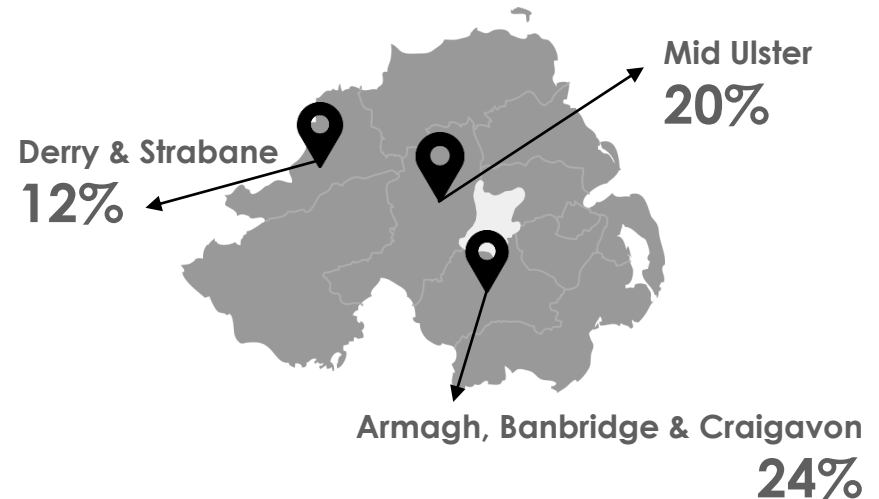 Mid Ulster
20%
Derry & Strabane
12%
Armagh, Banbridge & Craigavon
24%